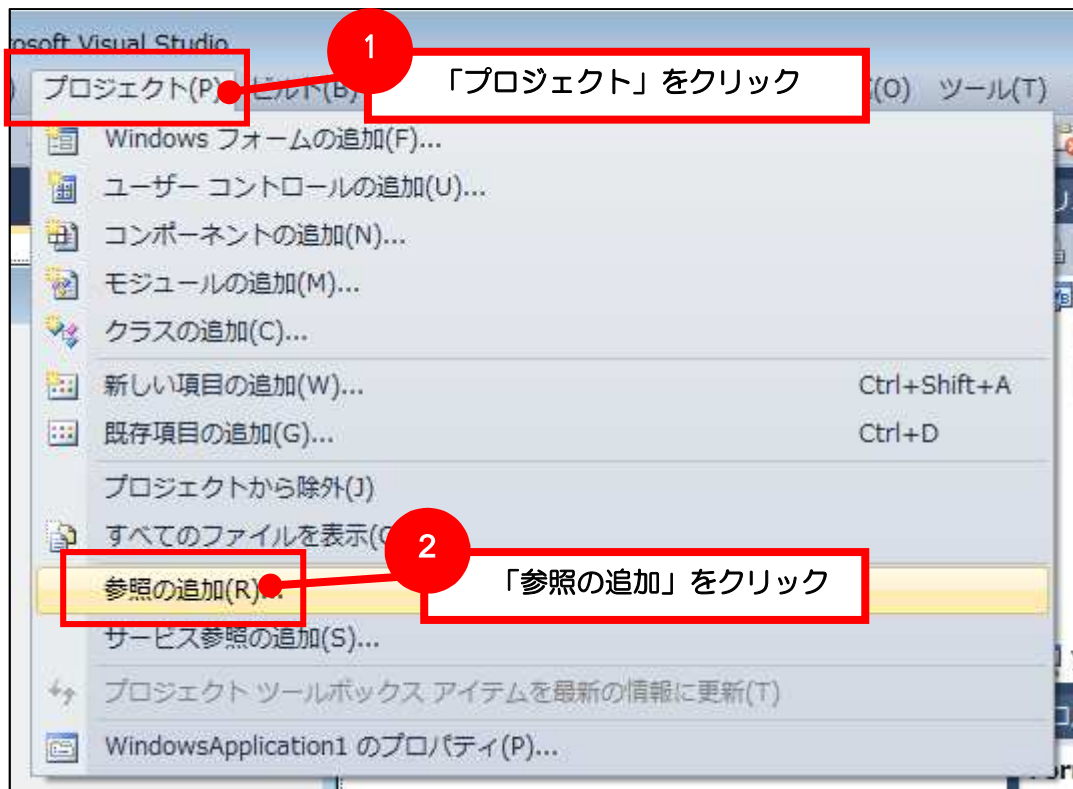 osoft Visual Studio
1
「プロジェクト」をクリック
プロジェクト(P) ビルド(B) (O) ツール(T)
Windows フォームの追加(F)...
ユーザー コントロールの追加(U)...
コンポーネントの追加(N)...
モジュールの追加(M)...
クラスの追加(C)...
新しい項目の追加(W)... Ctrl+Shift+A
既存項目の追加(G)... Ctrl+D
プロジェクトから除外(J)
すべてのファイルを表示(
2
「参照の追加」をクリック
参照の追加(R)...
サービス参照の追加(S)...
プロジェクト ツールボックス アイテムを最新の情報に更新(T)
WindowsApplication1 のプロパティ(P)...